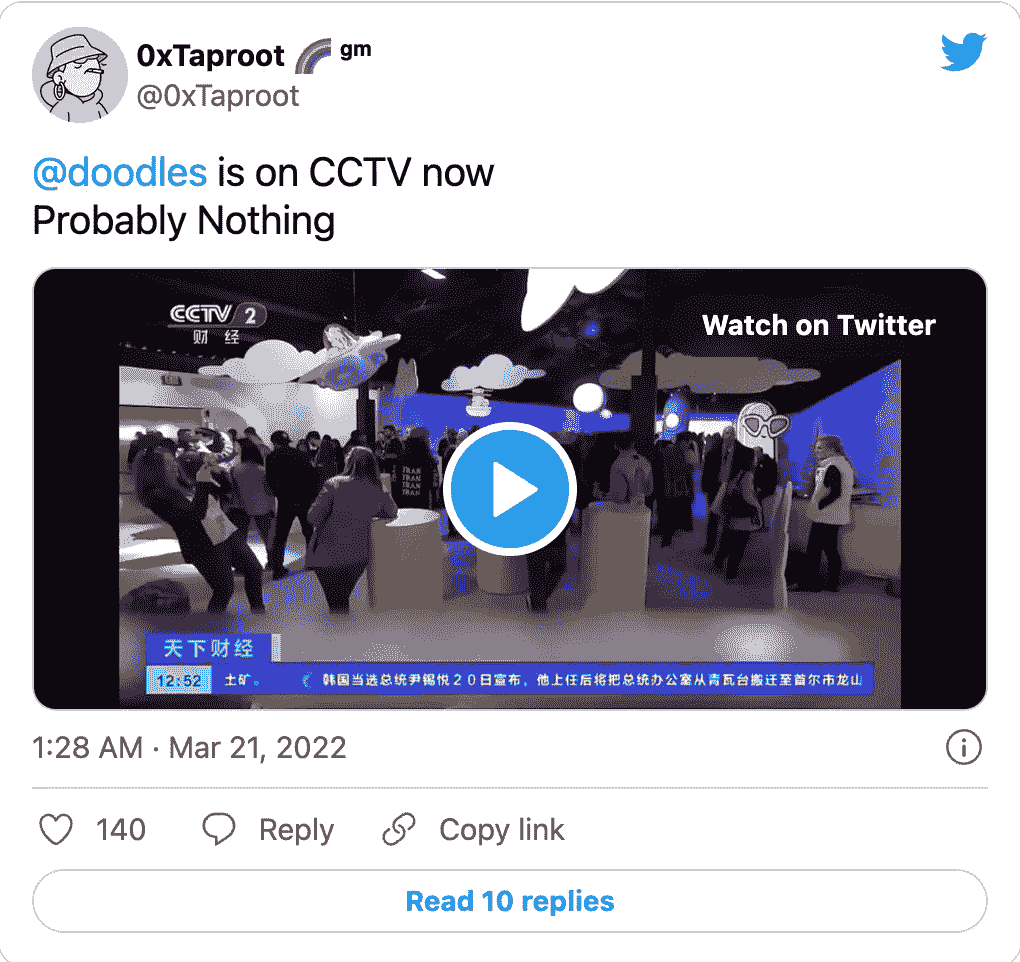 0xTaproot 🌈 gm
@0xTaproot
@doodles is on CCTV now
Probably Nothing
CCTV 2
财 经
Watch on Twitter
TRAN
TRAN
TRAN
天下财经
12:52 土矿。 《 韩国当选总统尹锡悦20日宣布，他上任后将把总统办公室从青瓦台搬迁至首尔市龙山
1:28 AM · Mar 21, 2022
140 Reply Copy link
Read 10 replies